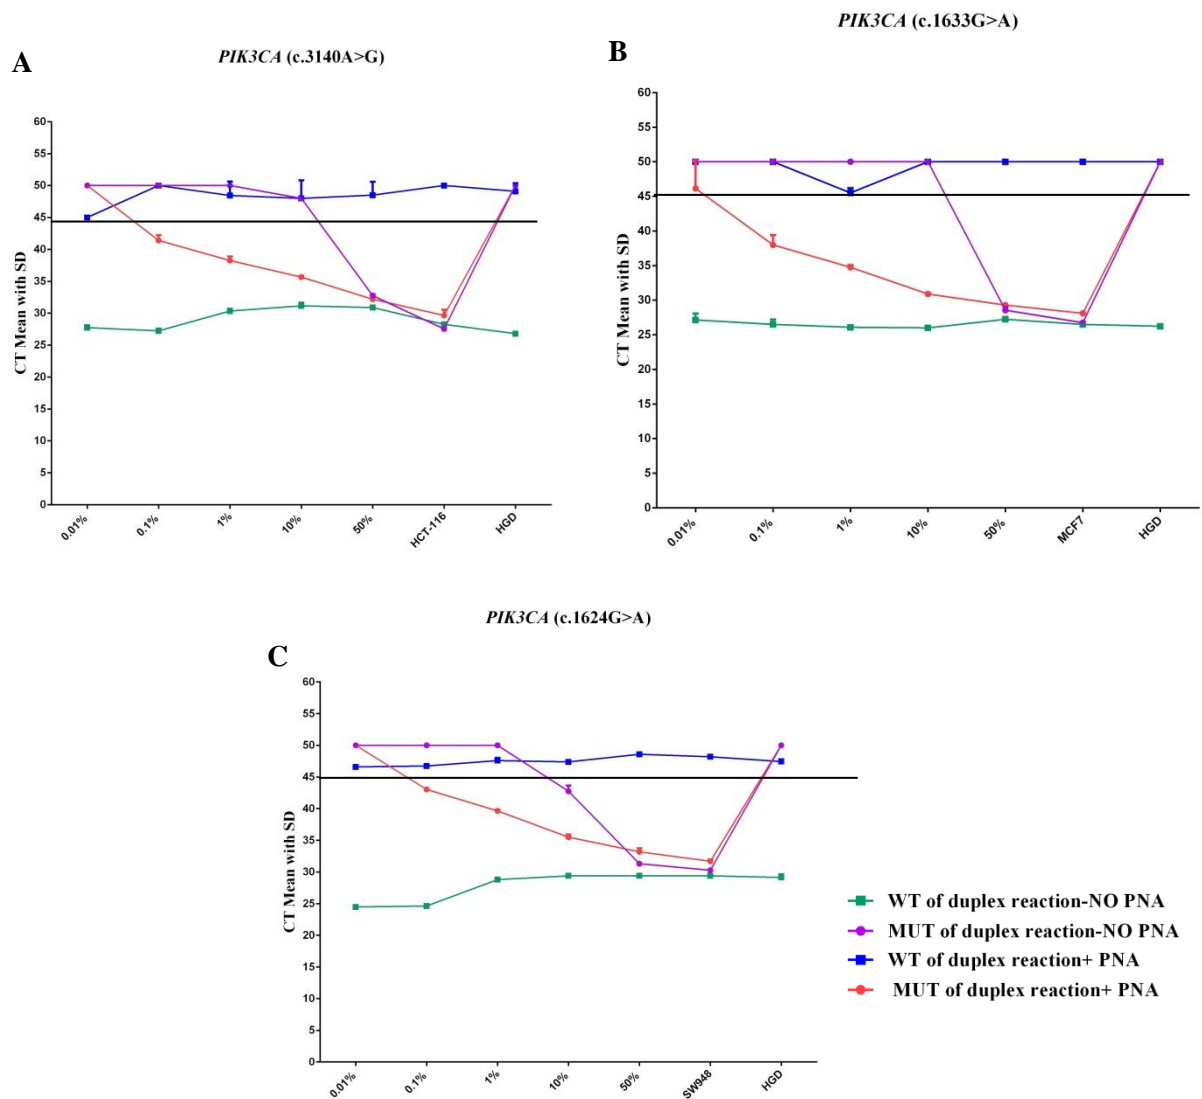 A
PIK3CA (c.3140A>G)
CT Mean with SD
60
55
50
45
40
35
30
25
20
15
10
5
0
0.01%
0.1%
1%
10%
50%
HCT-116
HGD
B
PIK3CA (c.1633G>A)
CT Mean with SD
60
55
50
45
40
35
30
25
20
15
10
5
0
0.01%
0.1%
1%
10%
50%
MCF7
HGD
C
PIK3CA (c.1624G>A)
CT Mean with SD
60
55
50
45
40
35
30
25
20
15
10
5
0
0.01%
0.1%
1%
10%
50%
SW948
HGD
WT of duplex reaction-NO PNA
MUT of duplex reaction-NO PNA
WT of duplex reaction+ PNA
MUT of duplex reaction+ PNA